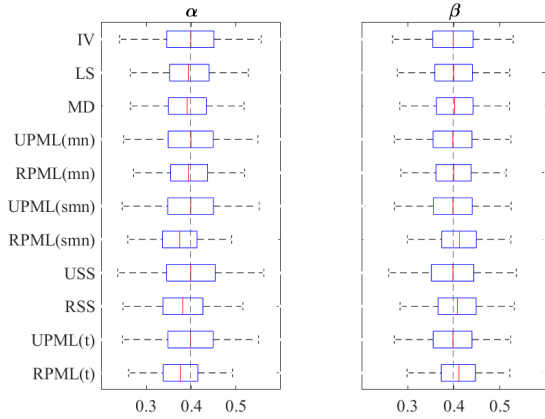 α β
IV
LS
MD
UPML(mn)
RPML(mn)
UPML(smn)
RPML(smn)
USS
RSS
UPML(t)
RPML(t)
0.3 0.4 0.5 0.3 0.4 0.5